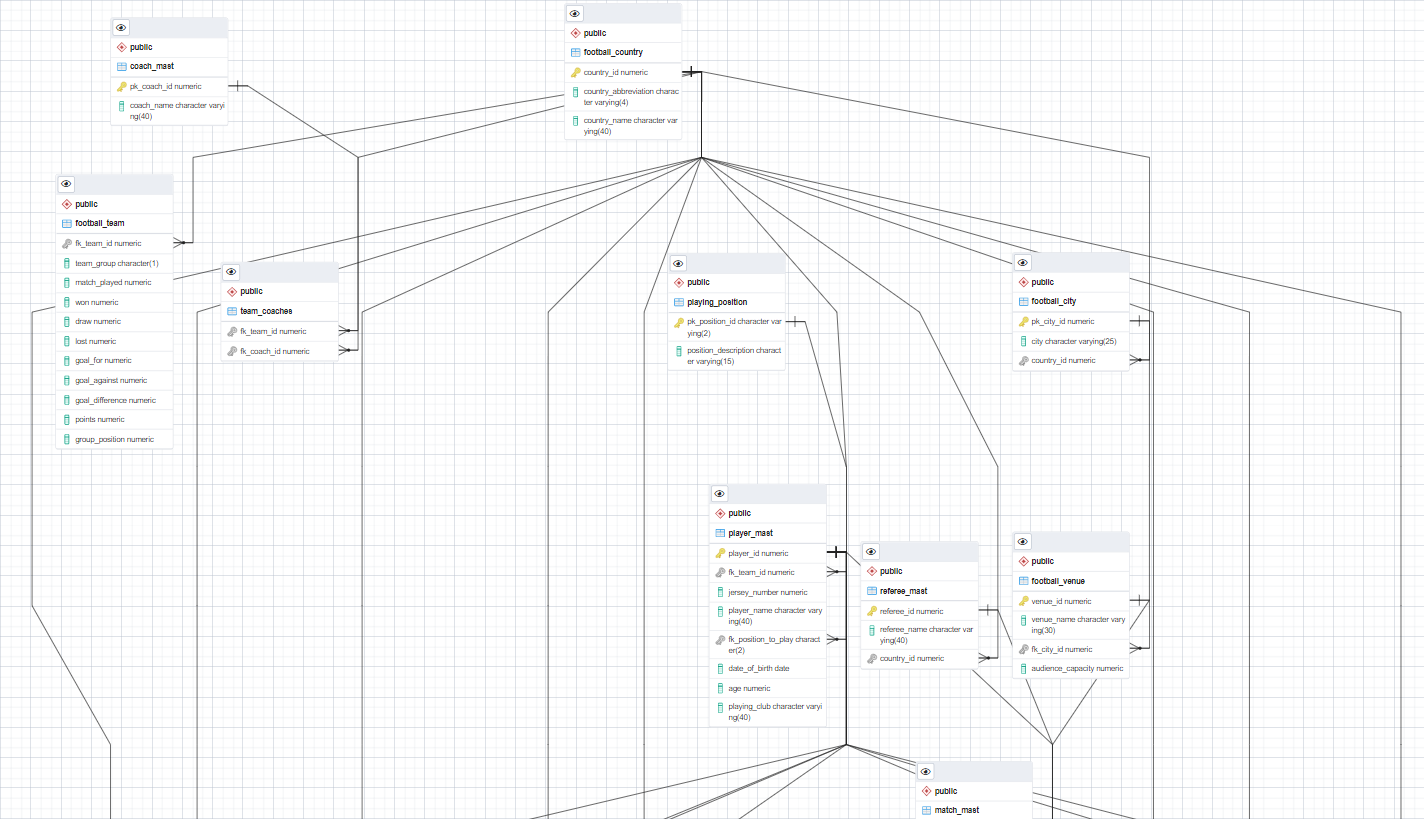 public
coach_mast
pk_coach_id numeric
coach_name character varyi
ng(40)
public
football_country
country_id numeric
country_abbreviation charac
ter varying(4)
country_name character var
ying(40)
public
football_team
fk_team_id numeric
team_group character(1)
match_played numeric
won numeric
draw numeric
lost numeric
goal_for numeric
goal_against numeric
goal_difference numeric
points numeric
group_position numeric
public
team_coaches
fk_team_id numeric
fk_coach_id numeric
public
playing_position
pk_position_id character var
ying(2)
position_description charact
er varying(15)
public
football_city
pk_city_id numeric
city character varying(25)
country_id numeric
public
player_mast
player_id numeric
fk_team_id numeric
jersey_number numeric
player_name character vary
ing(40)
fk_position_to_play charact
er(2)
date_of_birth date
age numeric
playing_club character varyi
ng(40)
public
referee_mast
referee_id numeric
referee_name character var
ying(40)
country_id numeric
public
football_venue
venue_id numeric
venue_name character vary
ing(30)
fk_city_id numeric
audience_capacity numeric
public
match_mast